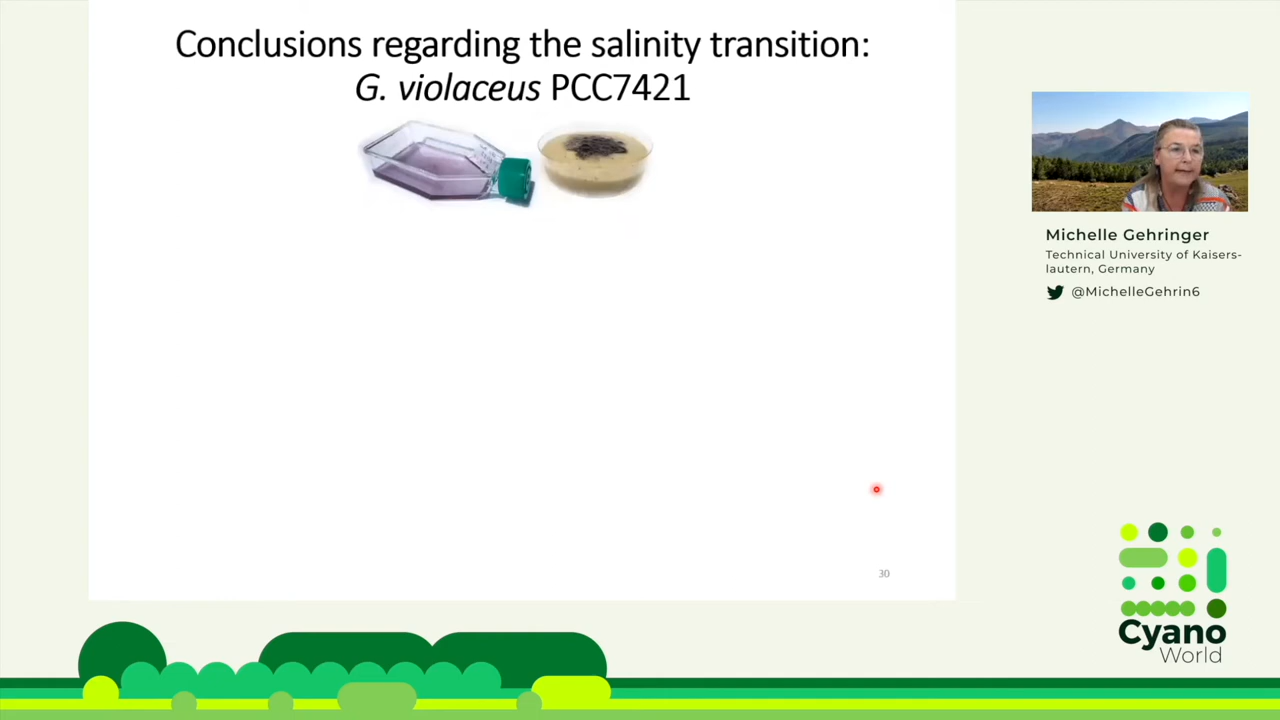 Conclusions regarding the salinity transition:
G. violaceus PCC7421
30
Michelle Gehringer
Technical University of Kaisers-
lautern, Germany
@MichelleGehrin6
Cyano
World